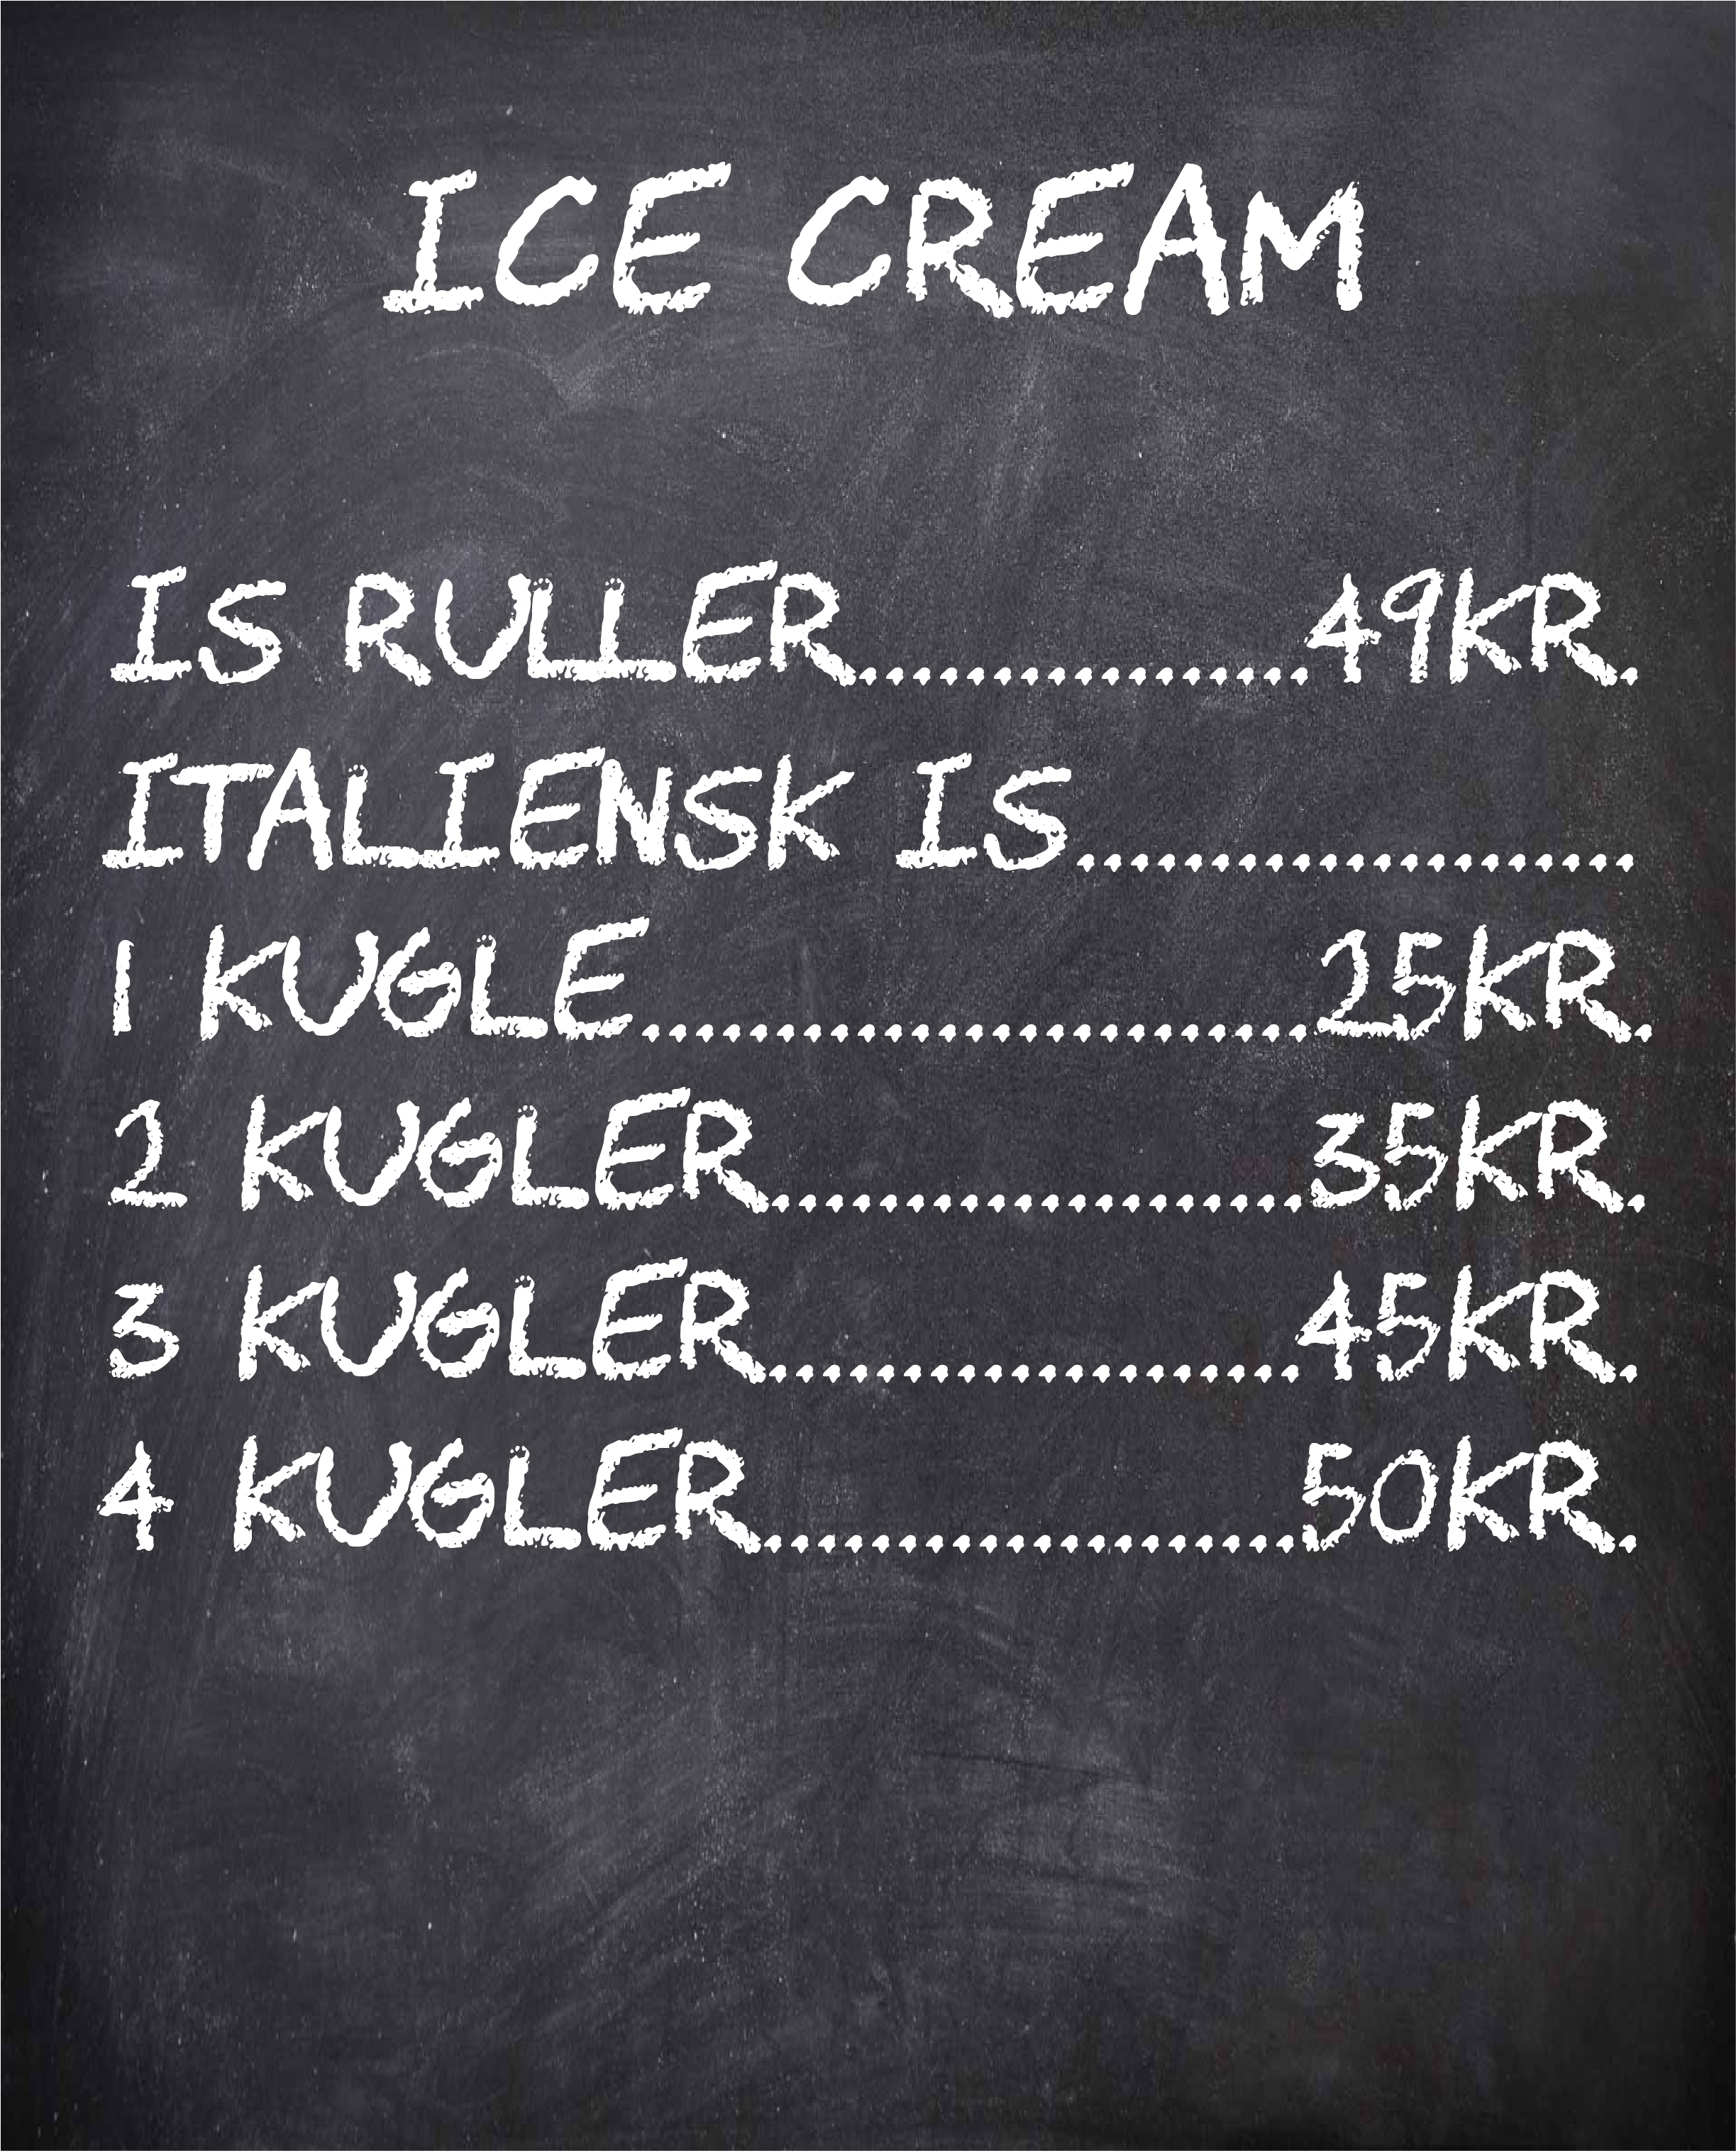 ICE CREAM
IS RULLER.................49KR.
ITALIENSK IS.....................
1 KUGLE.........................25KR.
2 KUGLER....................35KR.
3 KUGLER....................45KR.
4 KUGLER....................50KR.